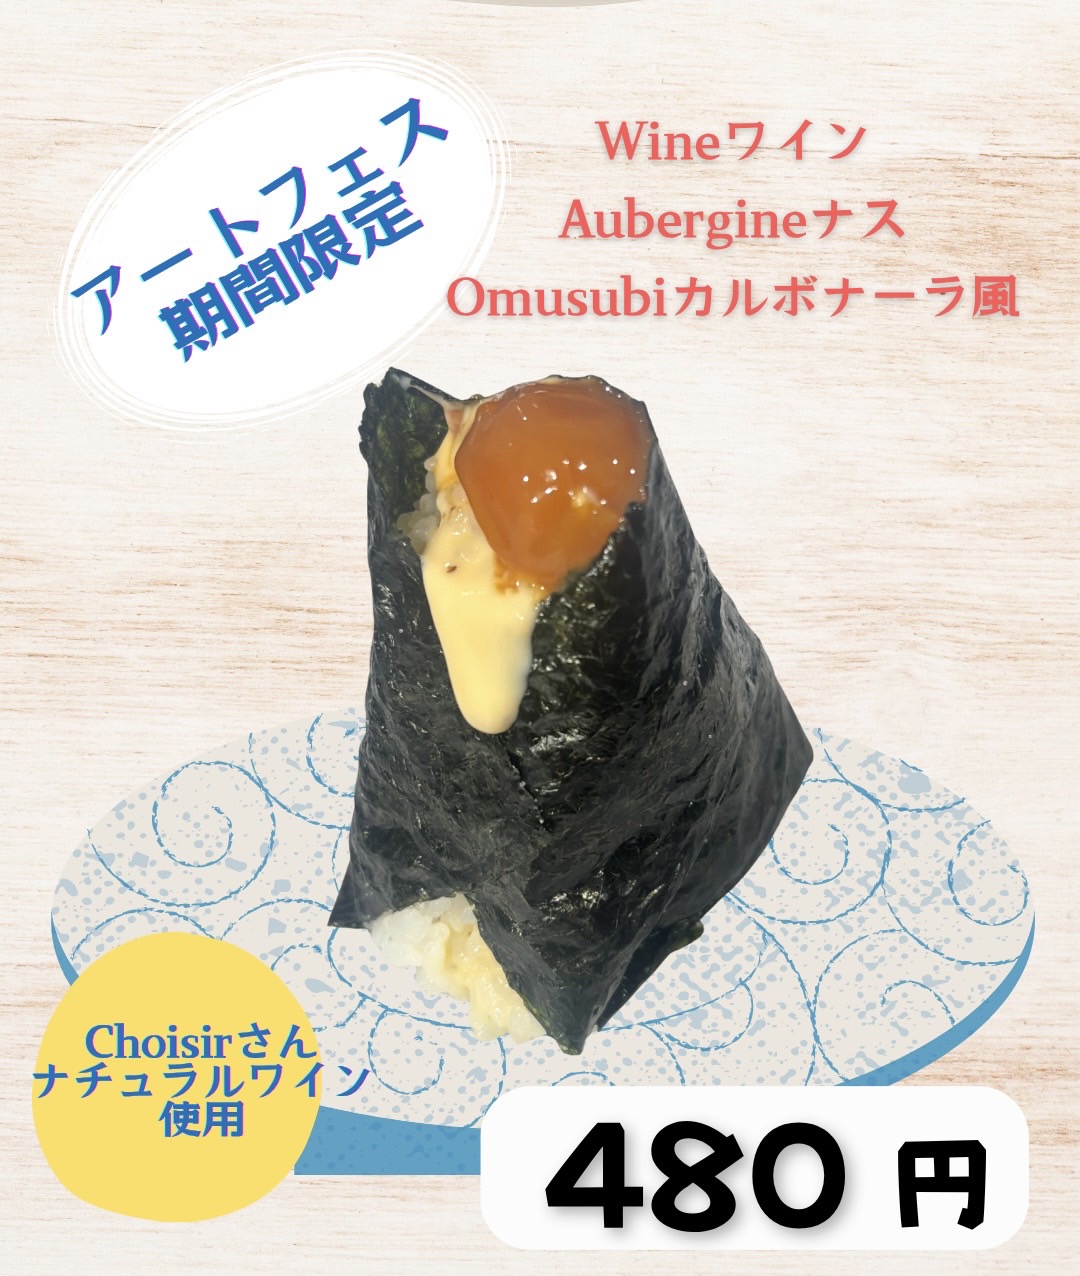 アートフェス
期間限定
Wineワイン
Aubergineナス
Omusubiカルボナーラ風
Choisirさん
ナチュラルワイン
使用
480 円